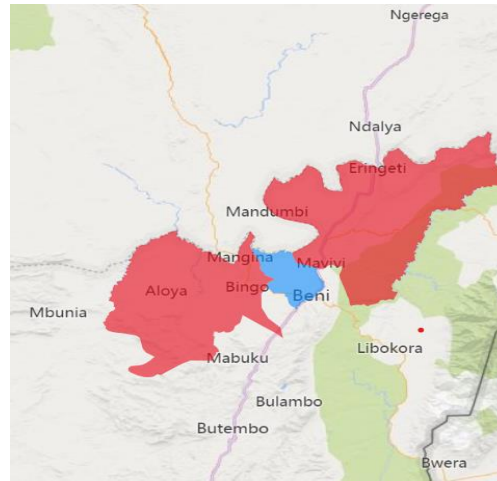 Ngerega
Ndalya
Eringeti
Mandumbi
Mangina
Mavivi
Aloya
Bingo
Beni
Mbunia
Libokora
Mabuku
Bulambo
Butembo
Bwera